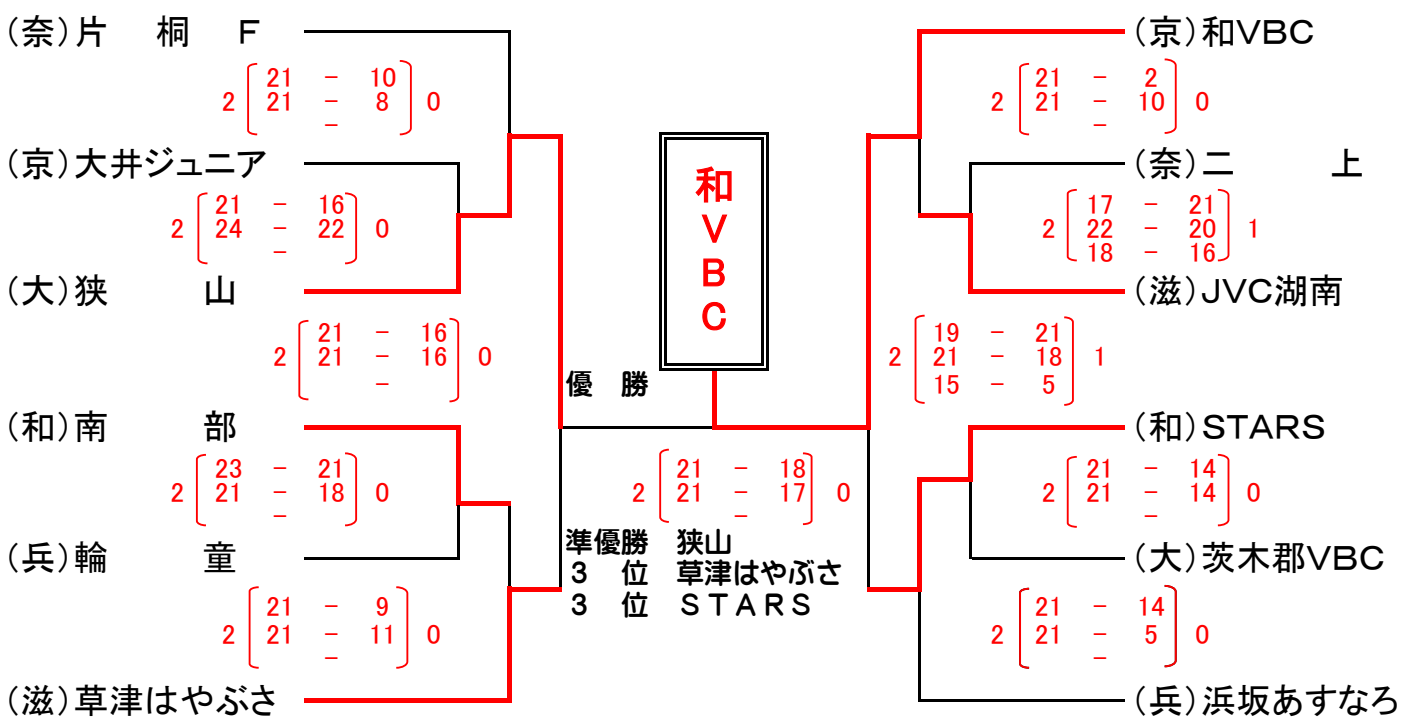 (奈)片 桐 F
2 21 - 10 0
21 - 8
-
(京)大井ジュニア
2 21 - 16 0
24 - 22
-
(大)狭 山
2 21 - 16 0
21 - 16
-
(和)南 部
2 23 - 21 0
21 - 18
-
(兵)輪 童
2 21 - 9 0
21 - 11
-
(滋)草津はやぶさ
和VBC
優 勝
2 21 - 18 0
21 - 17
-
準優勝 狭山
3 位 草津はやぶさ
3 位 STARS
(京)和VBC
2 21 - 2 0
21 - 10
-
(奈)二 上
2 17 - 21 1
22 - 20
18 - 16
(滋)JVC湖南
2 19 - 21 1
21 - 18
15 - 5
(和)STARS
2 21 - 14 0
21 - 14
-
(大)茨木郡VBC
2 21 - 14 0
21 - 5
-
(兵)浜坂あすなろ